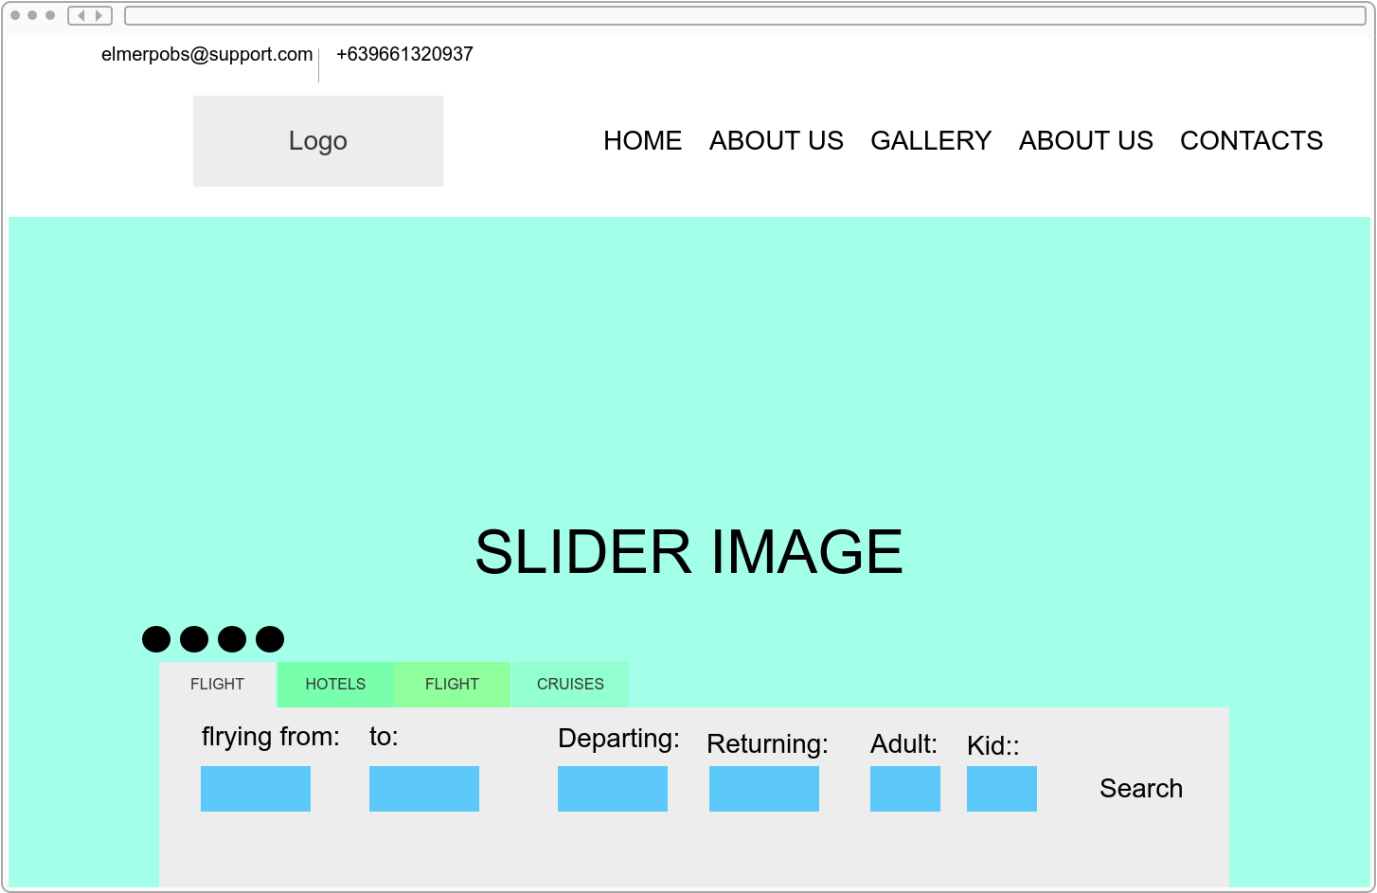 elmerpobs@support.com +639661320937
Logo HOME ABOUT US GALLERY ABOUT US CONTACTS
SLIDER IMAGE
FLIGHT HOTELS FLIGHT CRUISES
flrying from: to: Departing: Returning: Adult: Kid::
Search